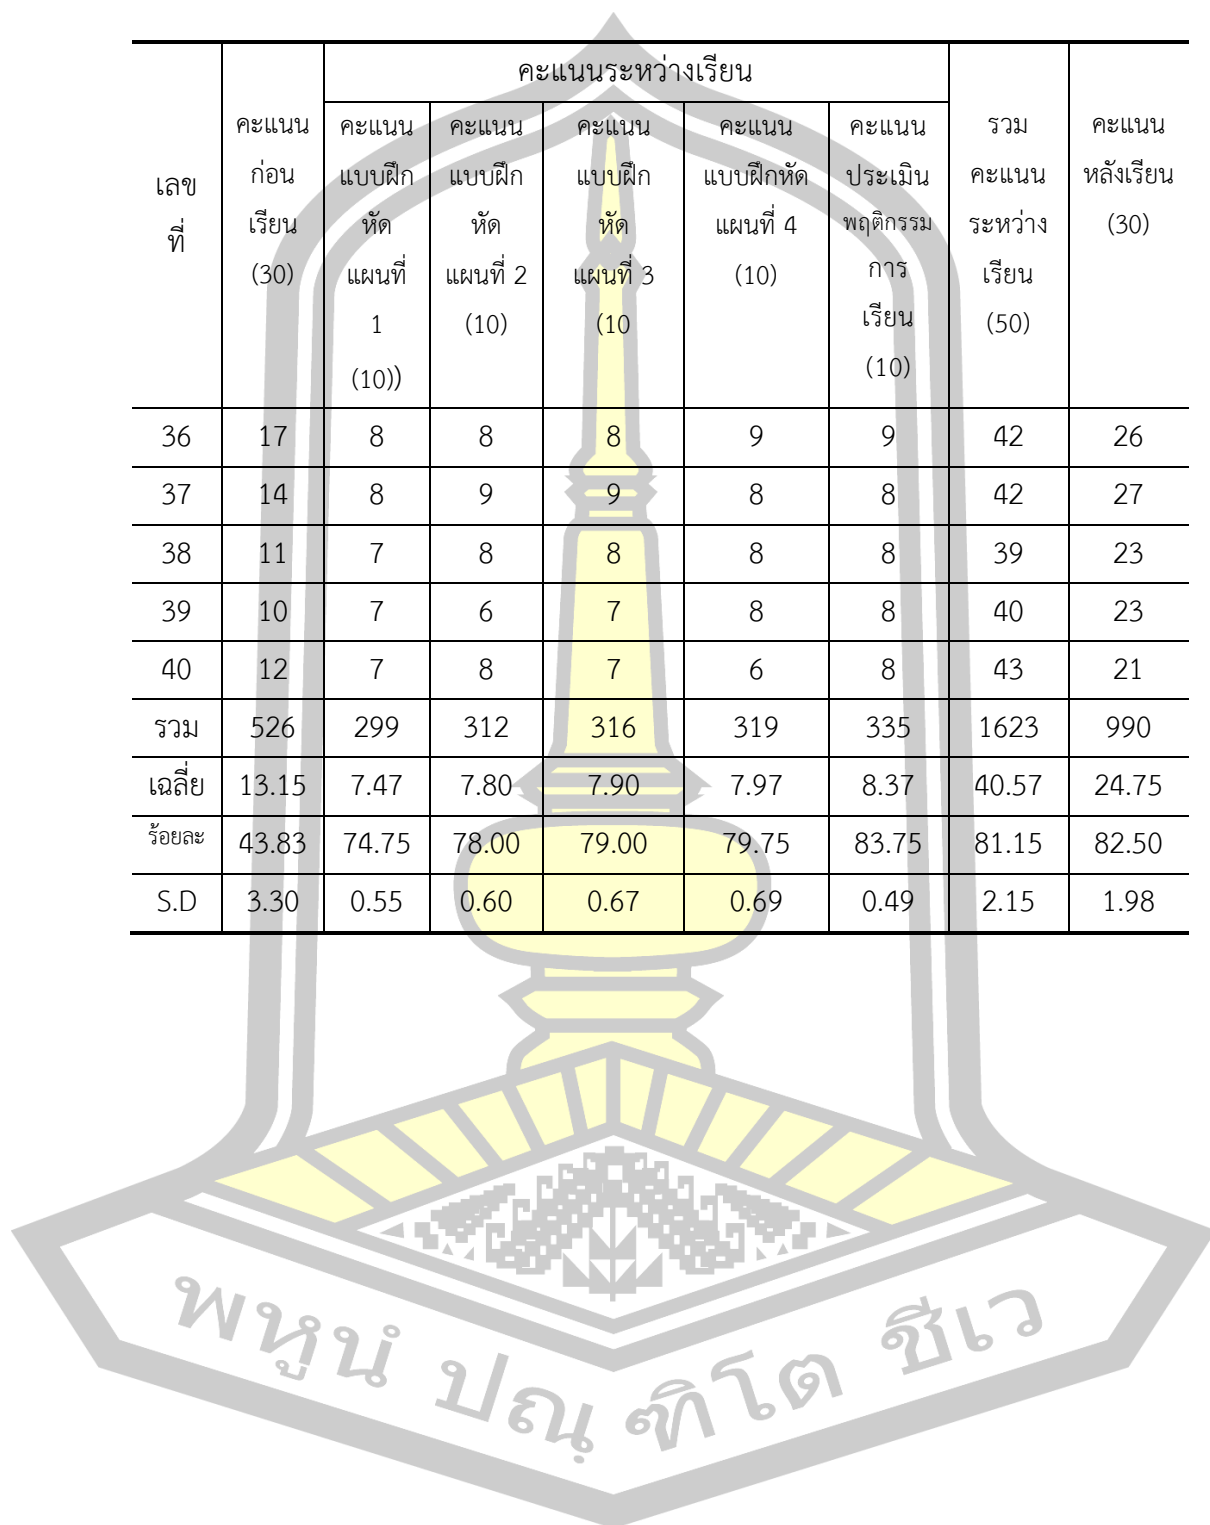 คะแนนระหว่างเรียน
เลข
ที่
คะแนน
ก่อน
เรียน
(30)
คะแนน
แบบฝึก
หัด
แผนที่
1
(10))
คะแนน
แบบฝึก
หัด
แผนที่ 2
(10)
คะแนน
แบบฝึก
หัด
แผนที่ 3
(10
คะแนน
แบบฝึกหัด
แผนที่ 4
(10)
คะแนน
ประเมิน
พฤติกรรม
การ
เรียน
(10)
รวม
คะแนน
ระหว่าง
เรียน
(50)
คะแนน
หลังเรียน
(30)
36 17 8 8 8 9 9 42 26
37 14 8 9 9 8 8 42 27
38 11 7 8 8 8 8 39 23
39 10 7 6 7 8 8 40 23
40 12 7 8 7 6 8 43 21
รวม 526 299 312 316 319 335 1623 990
เฉลี่ย 13.15 7.47 7.80 7.90 7.97 8.37 40.57 24.75
ร้อยละ 43.83 74.75 78.00 79.00 79.75 83.75 81.15 82.50
S.D 3.30 0.55 0.60 0.67 0.69 0.49 2.15 1.98
พหูนํ ปณฺฑิโต ชีเว